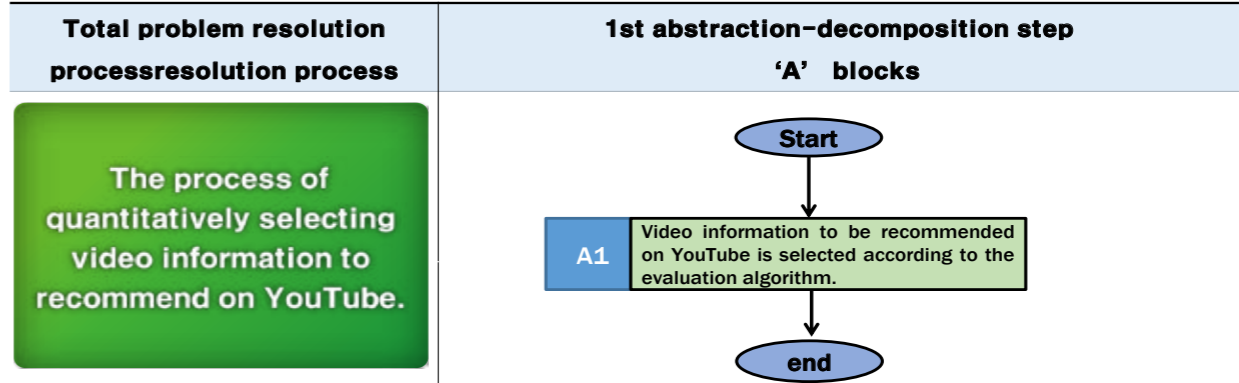 Total problem resolution
processresolution process
1st abstraction-decomposition step
‘A’ blocks
The process of
quantitatively selecting
video information to
recommend on YouTube.
Start
A1
Video information to be recommended
on YouTube is selected according to the
evaluation algorithm.
end